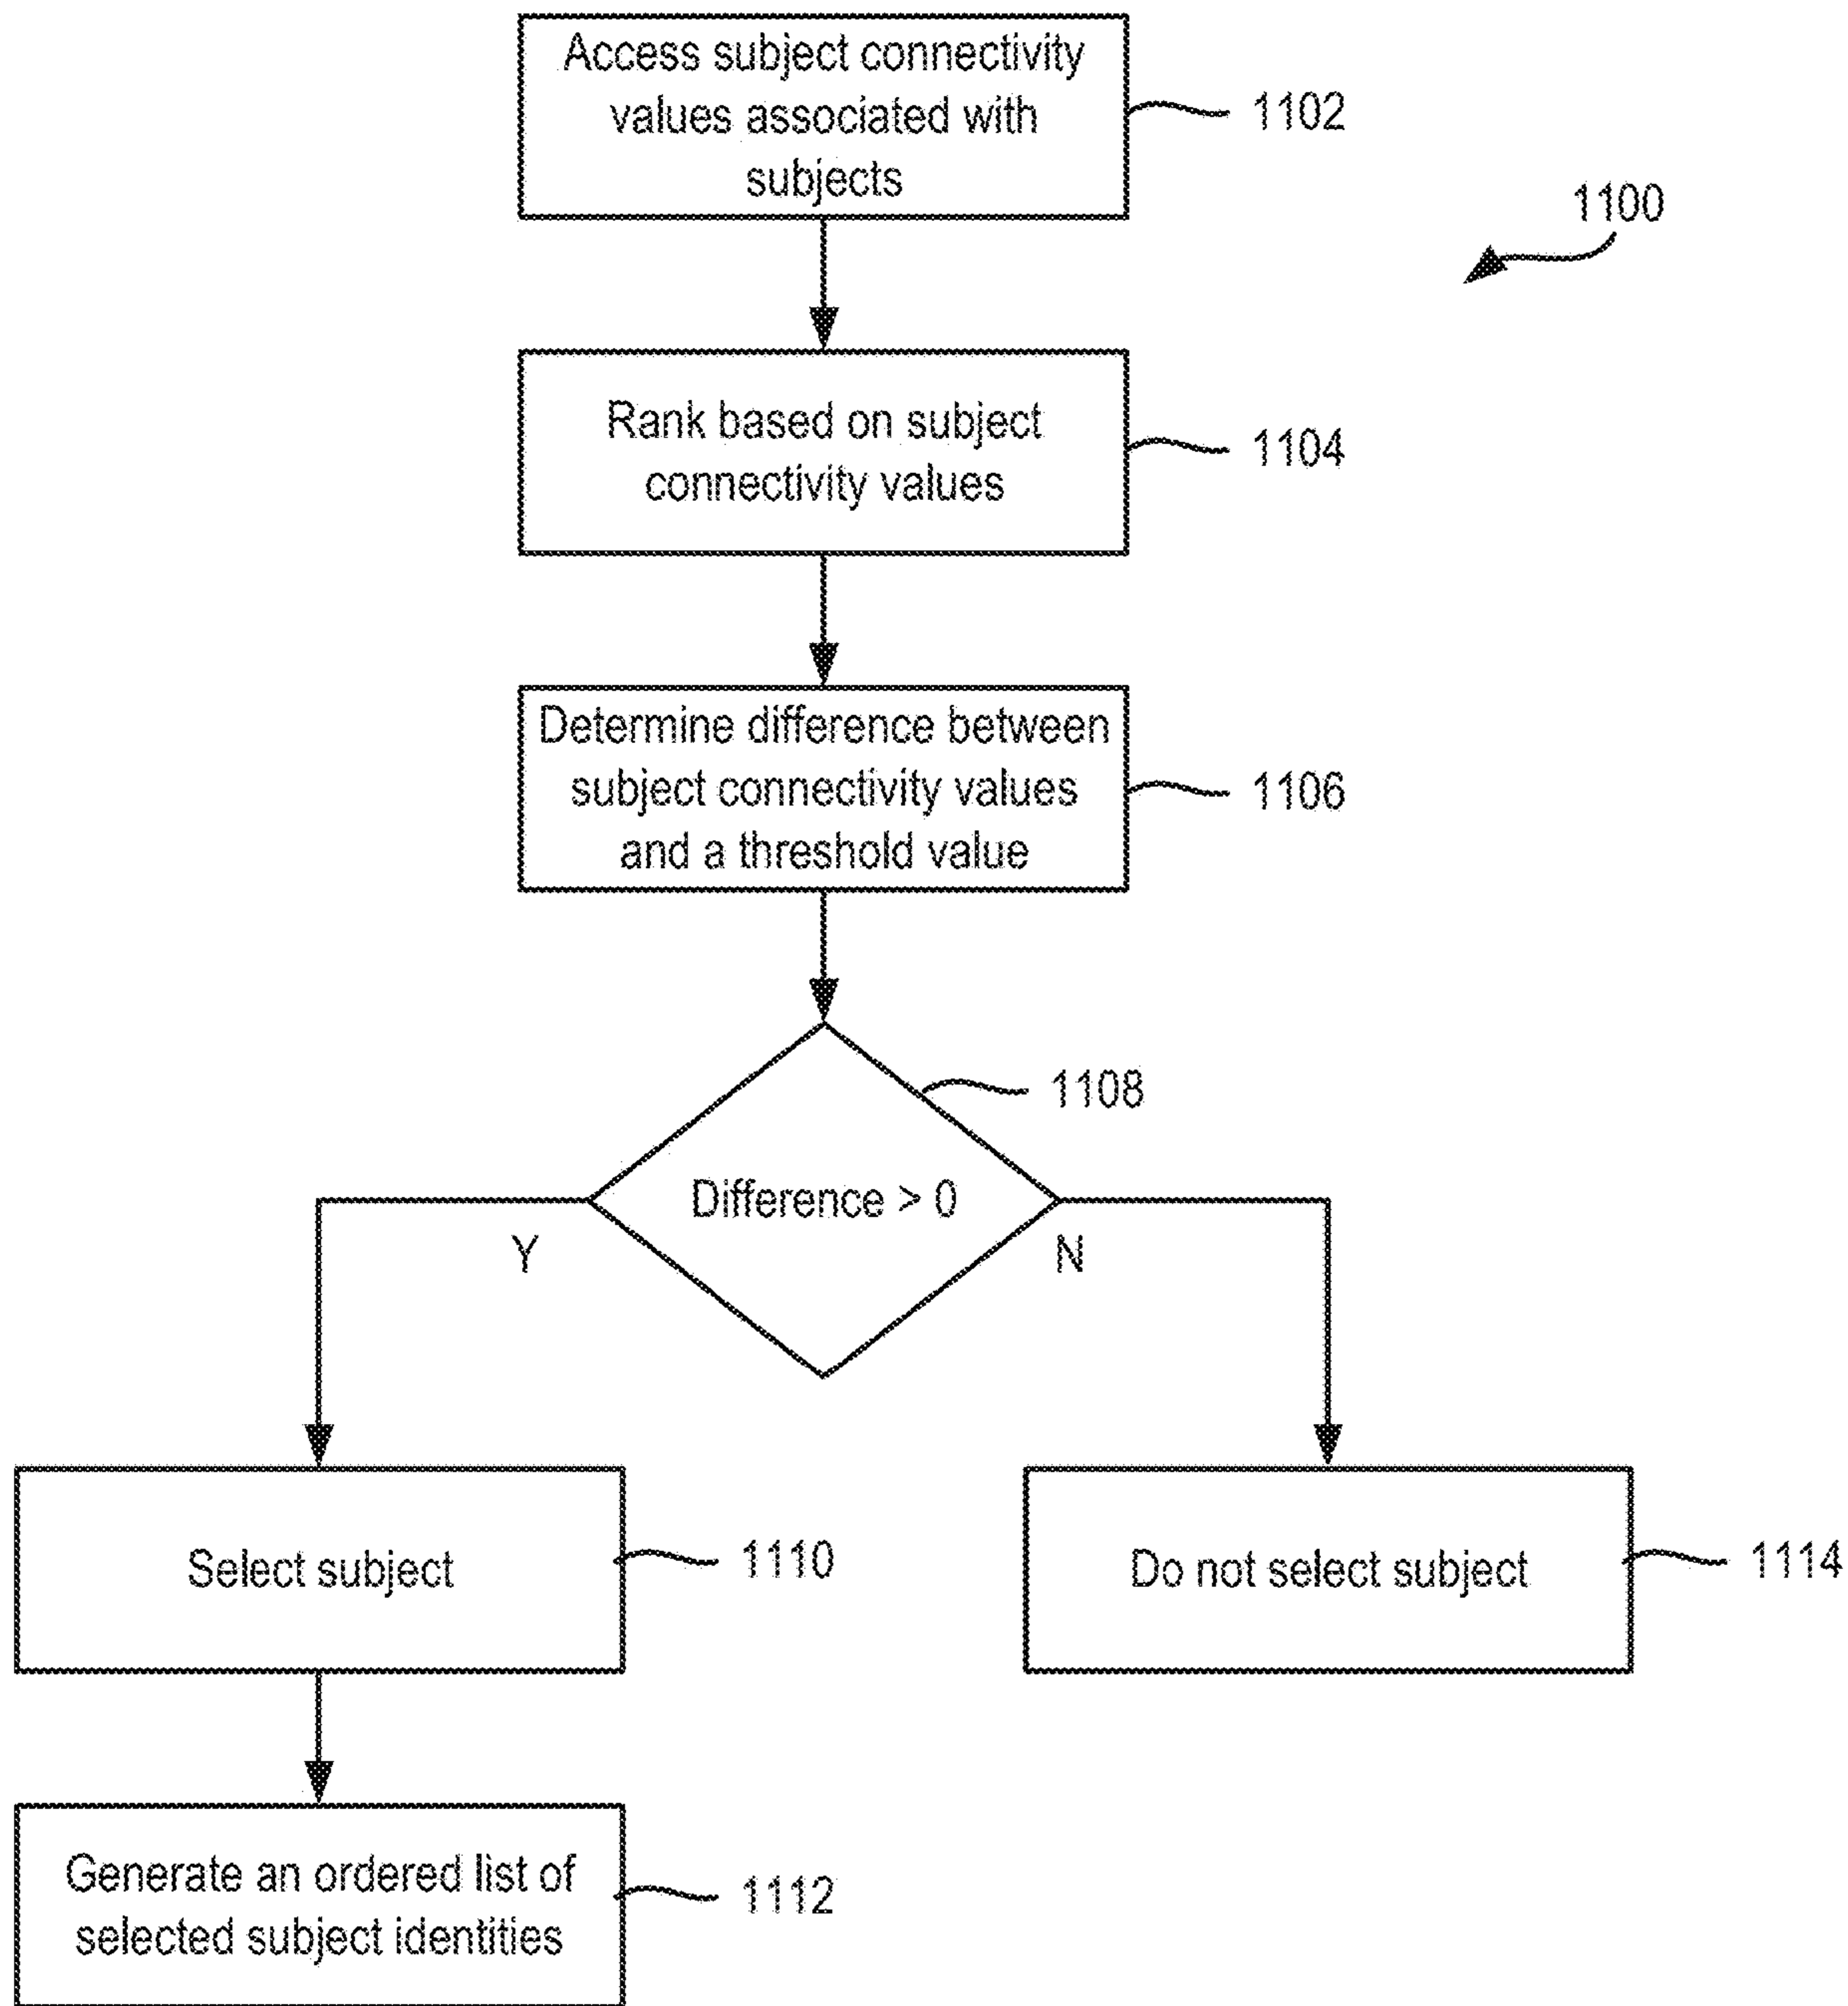 Access subject connectivity
values associated with
subjects
1102
1100
Rank based on subject
connectivity values
1104
Determine difference between
subject connectivity values
and a threshold value
1106
1108
Difference > 0
Y
N
Select subject
1110
Do not select subject
1114
Generate an ordered list of
selected subject identities
1112